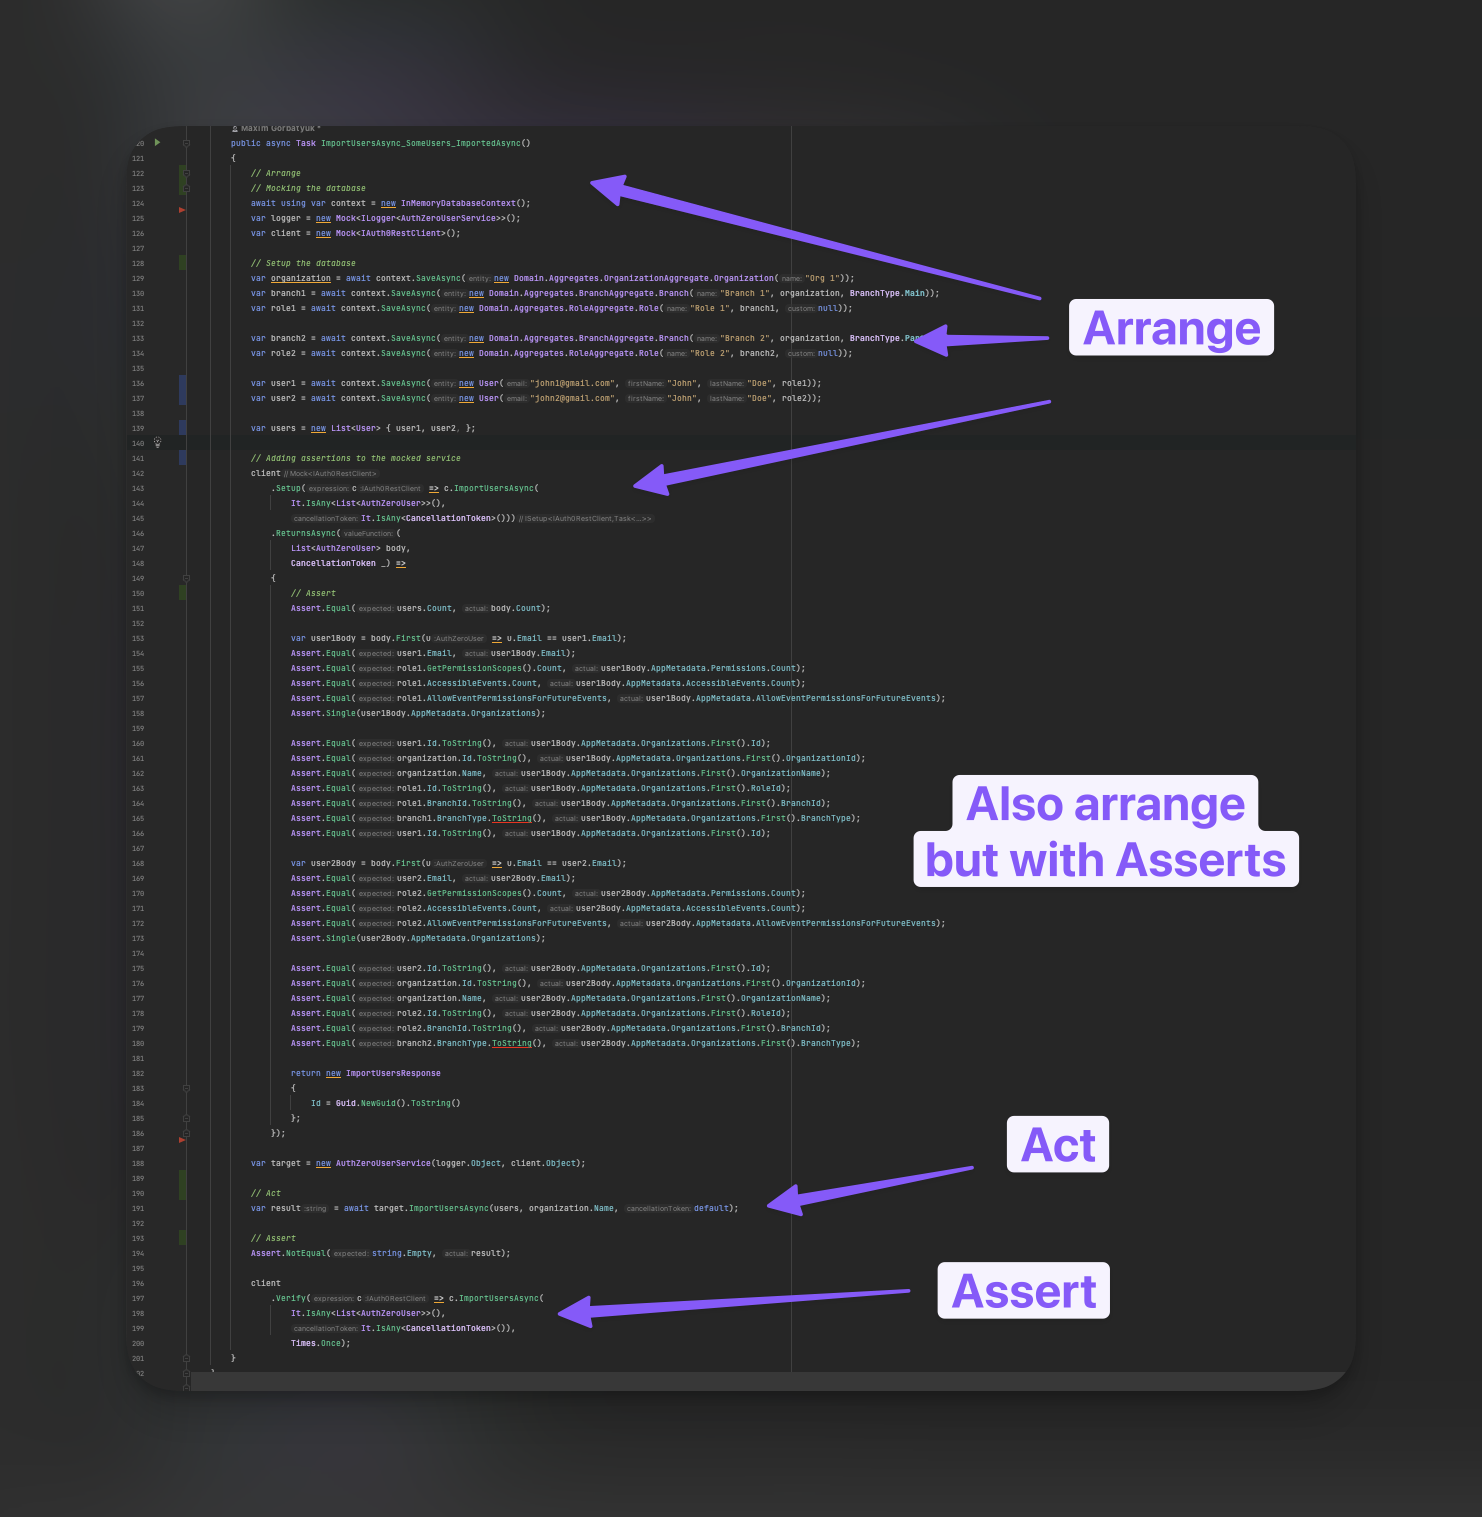 Maxim Gorbatyuk *
20 public async Task ImportUsersAsync_SomeUsers_ImportedAsync()
121 {
122 // Arrange
123 // Mocking the database
124 await using var context = new InMemoryDatabaseContext();
125 var logger = new Mock<ILogger<AuthZeroUserService>>();
126 var client = new Mock<IAuth0RestClient>();
127
128 // Setup the database
129 var organization = await context.SaveAsync( entity: new Domain.Aggregates.OrganizationAggregate.Organization( name: "Org 1"));
130 var branch1 = await context.SaveAsync( entity: new Domain.Aggregates.BranchAggregate.Branch( name: "Branch 1", organization, BranchType.Main));
131 var role1 = await context.SaveAsync( entity: new Domain.Aggregates.RoleAggregate.Role( name: "Role 1", branch1, custom: null));
132
133 var branch2 = await context.SaveAsync( entity: new Domain.Aggregates.BranchAggregate.Branch( name: "Branch 2", organization, BranchType.
134 var role2 = await context.SaveAsync( entity: new Domain.Aggregates.RoleAggregate.Role( name: "Role 2", branch2, custom: null));
Arrange
135
136 var user1 = await context.SaveAsync( entity: new User( email: "john1@gmail.com", firstName: "John", lastName: "Doe", role1));
137 var user2 = await context.SaveAsync( entity: new User( email: "john2@gmail.com", firstName: "John", lastName: "Doe", role2));
138
139 var users = new List<User> { user1, user2, };
140
141 // Adding assertions to the mocked service
142 client // Mock<IAuth0RestClient>
143 .Setup( expression: c :IAuth0RestClient => c.ImportUsersAsync(
144 It.IsAny<List<AuthZeroUser>>(),
145 cancellationToken: It.IsAny<CancellationToken>())) // ISetup<IAuth0RestClient,Task<...>>
146 .ReturnsAsync( valueFunction: (
147 List<AuthZeroUser> body,
148 CancellationToken _) =>
149 {
150 // Assert
151 Assert.Equal( expected: users.Count, actual: body.Count);
152
153 var user1Body = body.First(u :AuthZeroUser => u.Email == user1.Email);
154 Assert.Equal( expected: user1.Email, actual: user1Body.Email);
155 Assert.Equal( expected: role1.GetPermissionScopes().Count, actual: user1Body.AppMetadata.Permissions.Count);
156 Assert.Equal( expected: role1.AccessibleEvents.Count, actual: user1Body.AppMetadata.AccessibleEvents.Count);
157 Assert.Equal( expected: role1.AllowEventPermissionsForFutureEvents, actual: user1Body.AppMetadata.AllowEventPermissionsForFutureEvents);
158 Assert.Single(user1Body.AppMetadata.Organizations);
159
160 Assert.Equal( expected: user1.Id.ToString(), actual: user1Body.AppMetadata.Organizations.First().Id);
161 Assert.Equal( expected: organization.Id.ToString(), actual: user1Body.AppMetadata.Organizations.First().OrganizationId);
162 Assert.Equal( expected: organization.Name, actual: user1Body.AppMetadata.Organizations.First().OrganizationName);
163 Assert.Equal( expected: role1.Id.ToString(), actual: user1Body.AppMetadata.Organizations.First().RoleId);
164 Assert.Equal( expected: role1.BranchId.ToString(), actual: user1Body.AppMetadata.Organizations.First().BranchId);
165 Assert.Equal( expected: branch1.BranchType.ToString(), actual: user1Body.AppMetadata.Organizations.First().BranchType);
166 Assert.Equal( expected: user1.Id.ToString(), actual: user1Body.AppMetadata.Organizations.First().Id);
Also arrange
but with Asserts
167
168 var user2Body = body.First(u :AuthZeroUser => u.Email == user2.Email);
169 Assert.Equal( expected: user2.Email, actual: user2Body.Email);
170 Assert.Equal( expected: role2.GetPermissionScopes().Count, actual: user2Body.AppMetadata.Permissions.Count);
171 Assert.Equal( expected: role2.AccessibleEvents.Count, actual: user2Body.AppMetadata.AccessibleEvents.Count);
172 Assert.Equal( expected: role2.AllowEventPermissionsForFutureEvents, actual: user2Body.AppMetadata.AllowEventPermissionsForFutureEvents);
173 Assert.Single(user2Body.AppMetadata.Organizations);
174
175 Assert.Equal( expected: user2.Id.ToString(), actual: user2Body.AppMetadata.Organizations.First().Id);
176 Assert.Equal( expected: organization.Id.ToString(), actual: user2Body.AppMetadata.Organizations.First().OrganizationId);
177 Assert.Equal( expected: organization.Name, actual: user2Body.AppMetadata.Organizations.First().OrganizationName);
178 Assert.Equal( expected: role2.Id.ToString(), actual: user2Body.AppMetadata.Organizations.First().RoleId);
179 Assert.Equal( expected: role2.BranchId.ToString(), actual: user2Body.AppMetadata.Organizations.First().BranchId);
180 Assert.Equal( expected: branch2.BranchType.ToString(), actual: user2Body.AppMetadata.Organizations.First().BranchType);
181
182 return new ImportUsersResponse
183 {
184 Id = Guid.NewGuid().ToString()
185 };
186 });
Act
187
188 var target = new AuthZeroUserService(logger.Object, client.Object);
189
190 // Act
191 var result :string = await target.ImportUsersAsync(users, organization.Name, cancellationToken: default);
192
193 // Assert
194 Assert.NotEqual( expected: string.Empty, actual: result);
195
196 client
Assert
197 .Verify( expression: c :IAuth0RestClient => c.ImportUsersAsync(
198 It.IsAny<List<AuthZeroUser>>(),
199 cancellationToken: It.IsAny<CancellationToken>()),
200 Times.Once);
201 }